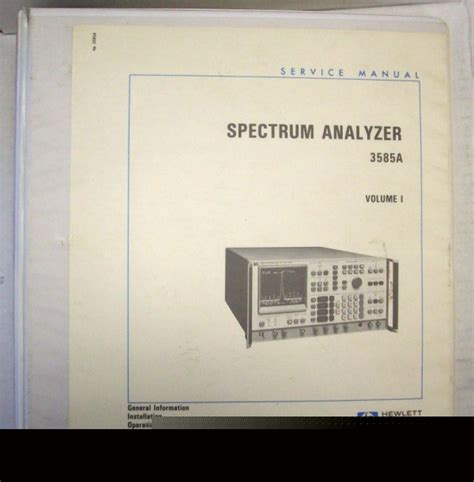 SERVICE MANUAL
SPECTRUM ANALYZER
3585A
VOLUME I
General Information
Installation
HEWLETT